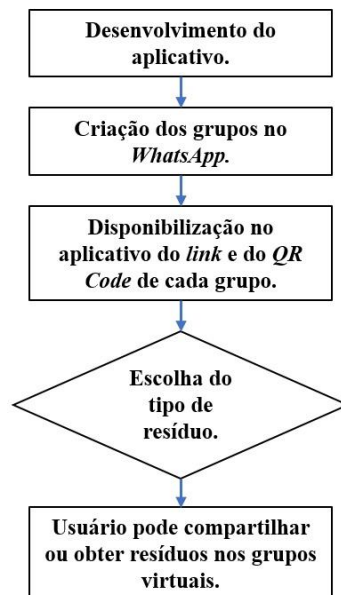 Desenvolvimento do
aplicativo.
Criação dos grupos no
WhatsApp.
Disponibilização no
aplicativo do link e do QR
Code de cada grupo.
Escolha do
tipo de
resíduo.
Usuário pode compartilhar
ou obter resíduos nos grupos
virtuais.